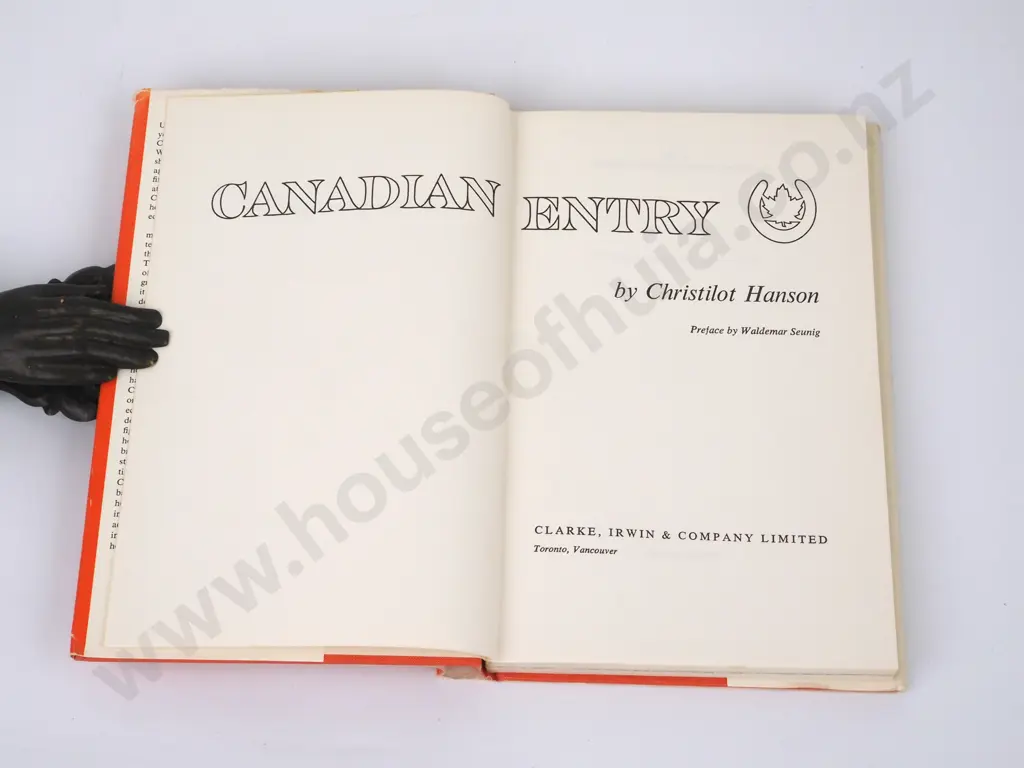 CANADIAN ENTRY
by Christilot Hanson
Preface by Waldemar Seunig
CLARKE, IRWIN & COMPANY LIMITED
Toronto, Vancouver
www.houseofhuia.co.nz